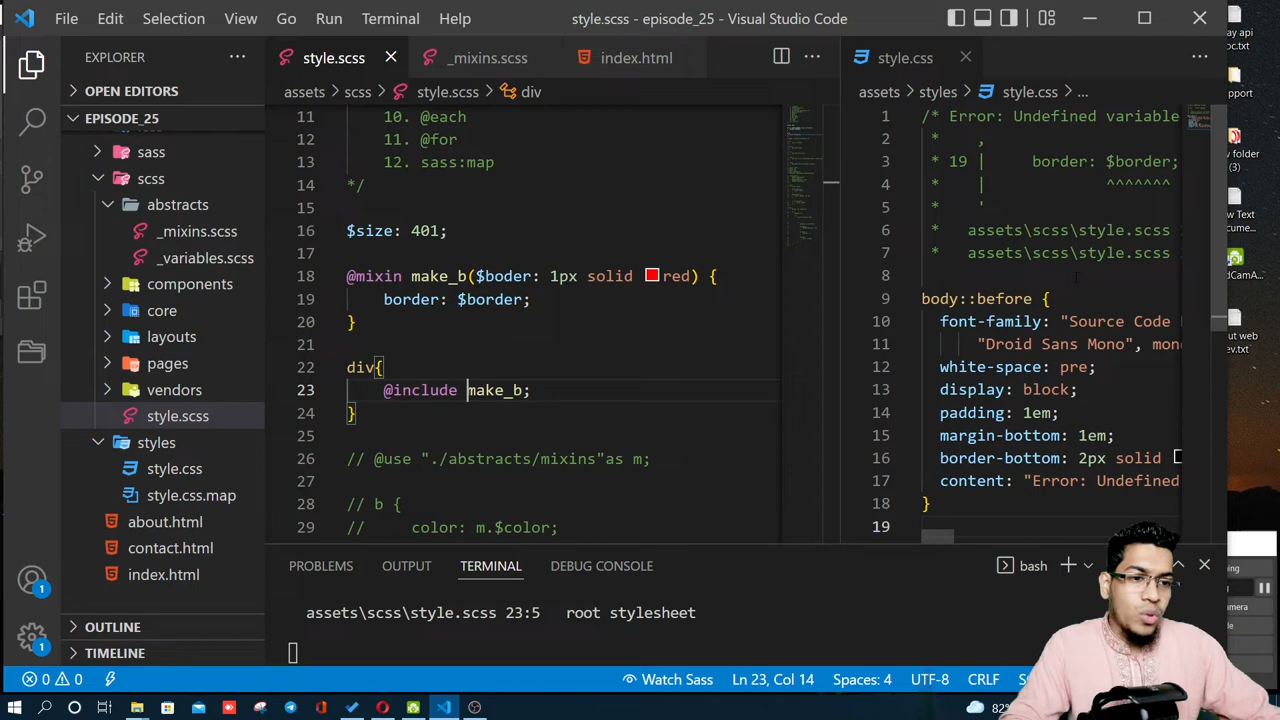 File Edit Selection View Go Run Terminal Help style.scss - episode_25 - Visual Studio Code
EXPLORER
OPEN EDITORS
EPISODE_25
sass
scss
abstracts
_mixins.scss
_variables.scss
components
core
layouts
pages
vendors
style.scss
styles
style.css
style.css.map
about.html
contact.html
index.html
OUTLINE
TIMELINE
style.scss _mixins.scss index.html
assets scss style.scss div
11 10. @each
12 11. @for
13 12. sass:map
14 */
15
16 $size: 401;
17
18 @mixin make_b($boder: 1px solid red) {
19 border: $border;
20 }
21
22 div{
23 @include make_b;
24 }
25
26 // @use "./abstracts/mixins"as m;
27
28 // b {
29 // color: m.$color;
style.css
assets styles style.css ...
1 /* Error: Undefined variable
2 * ,
3 * 19 | border: $border;
4 * | ^^^^^^^
5 * '
6 * assets\scss\style.scss
7 * assets\scss\style.scss
8
9 body::before {
10 font-family: "Source Code
11 "Droid Sans Mono", mono
12 white-space: pre;
13 display: block;
14 padding: 1em;
15 margin-bottom: 1em;
16 border-bottom: 2px solid
17 content: "Error: Undefined
18 }
19
PROBLEMS OUTPUT TERMINAL DEBUG CONSOLE bash
assets\scss\style.scss 23:5 root stylesheet
1
1
0 0 Watch Sass Ln 23, Col 14 Spaces: 4 UTF-8 CRLF
82°